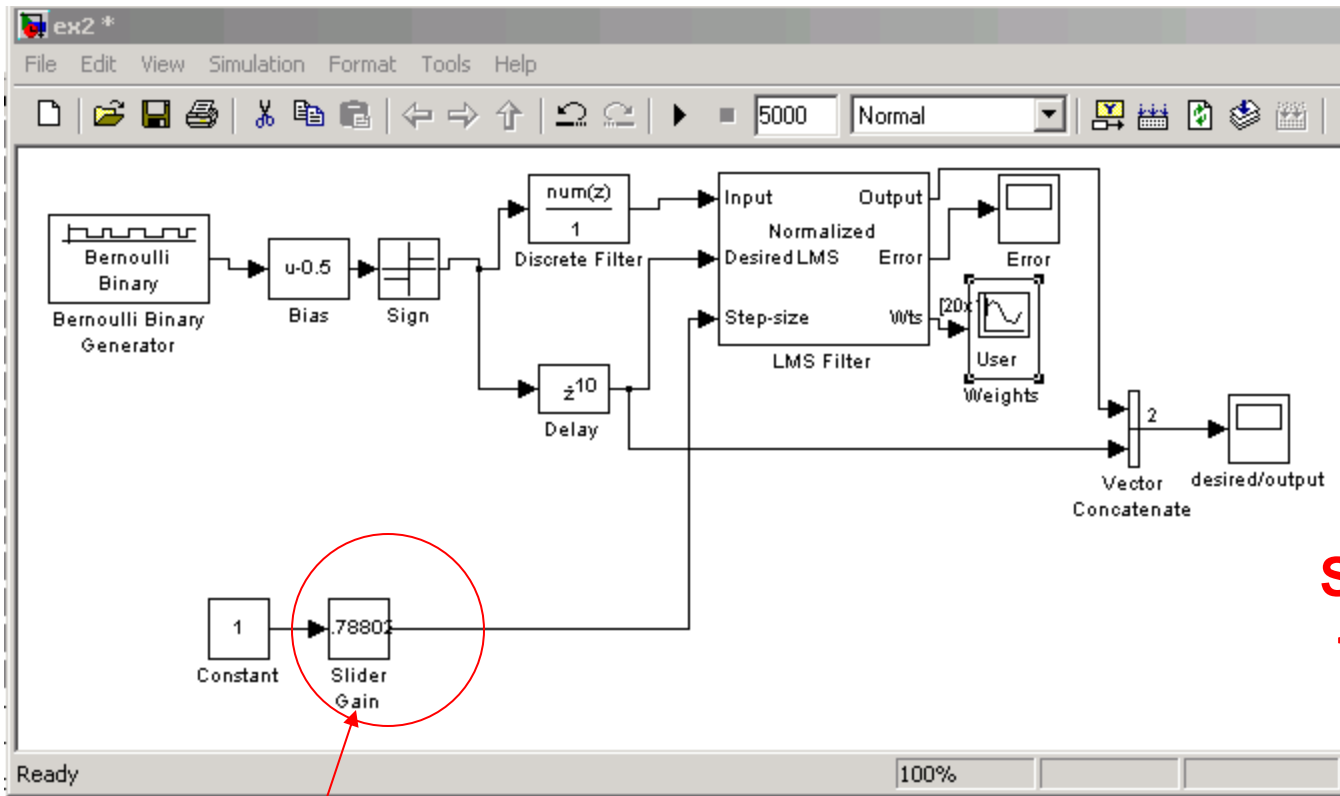 ex2 *
File Edit View Simulation Format Tools Help
5000 Normal
num(z)
1
Discrete Filter
Bernoulli
Binary
Bernoulli Binary
Generator
u-0.5
Bias
Sign
Input Output
Normalized
Desired LMS Error
Step-size Wts
LMS Filter
Error
[20x
User
Weights
z10
Delay
2
Vector
Concatenate
desired/output
1
Constant
.78802
Slider
Gain
S
Ready 100%